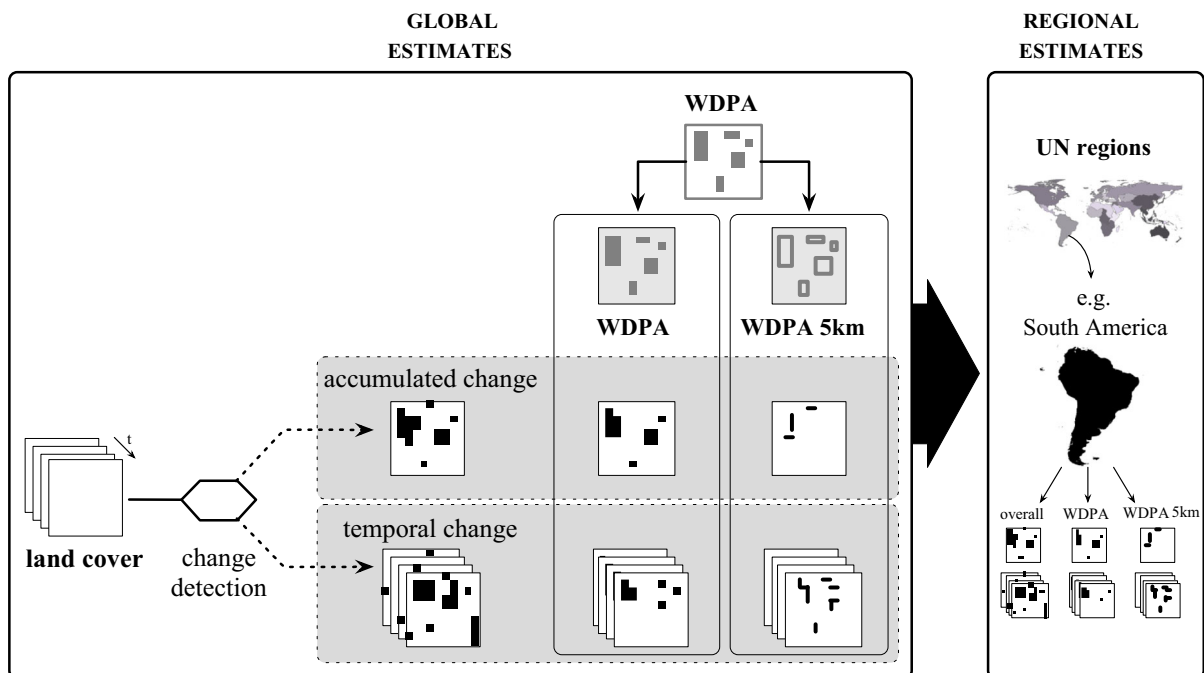 GLOBAL
ESTIMATES
WDPA
WDPA
WDPA 5km
accumulated change
t
land cover
change
detection
temporal change
REGIONAL
ESTIMATES
UN regions
e.g.
South America
overall
WDPA
WDPA 5km